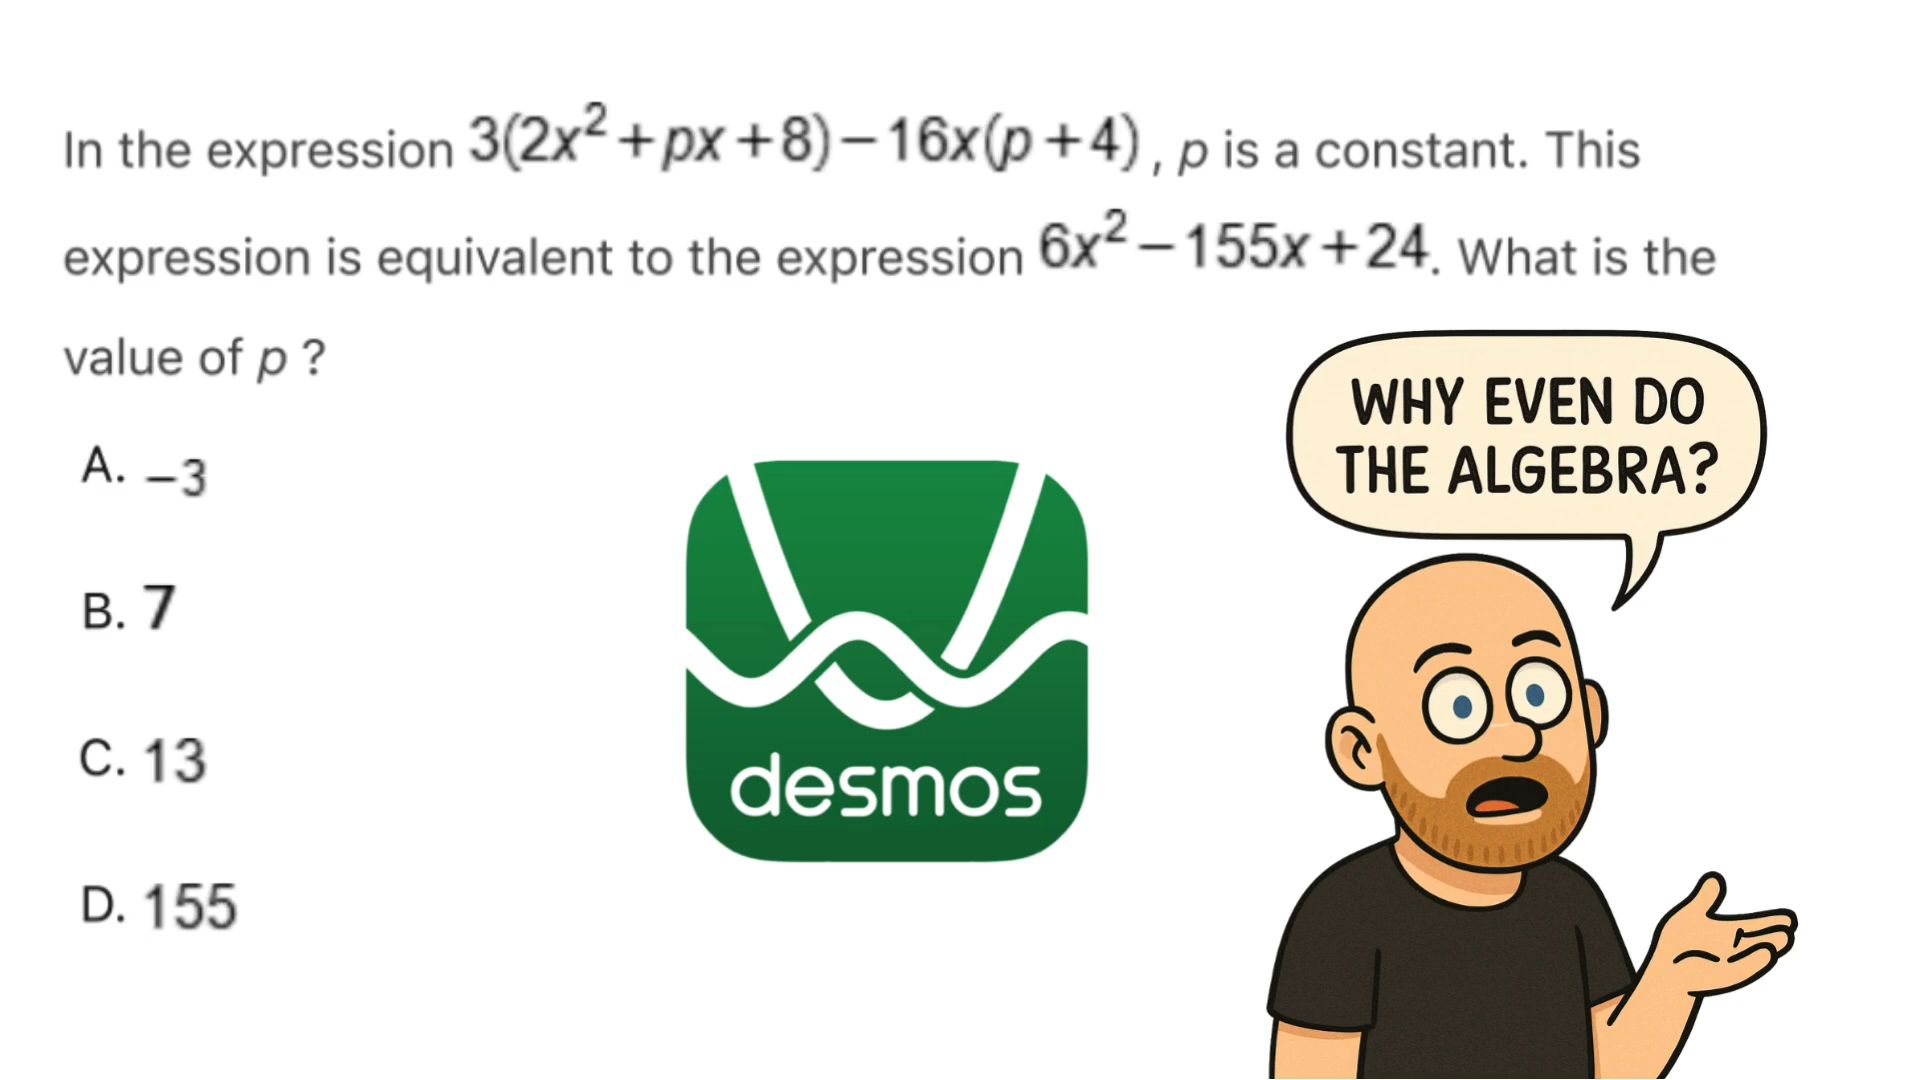 In the expression 3(2x²+px+8)−16x(p+4), p is a constant. This
expression is equivalent to the expression 6x²−155x+24. What is the
value of p ?
A. −3
B. 7
C. 13
D. 155
desmos
WHY EVEN DO
THE ALGEBRA?